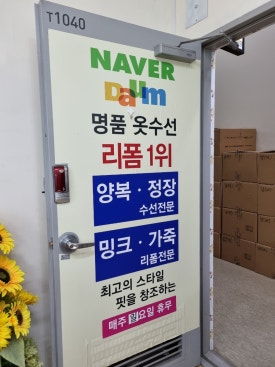 T1040
NAVER
Daum
명품 옷수선
리폼 1위
양복·정장
수선전문
밍크·가죽
리폼전문
최고의 스타일
핏을 창조하는
매주 일요일 휴무